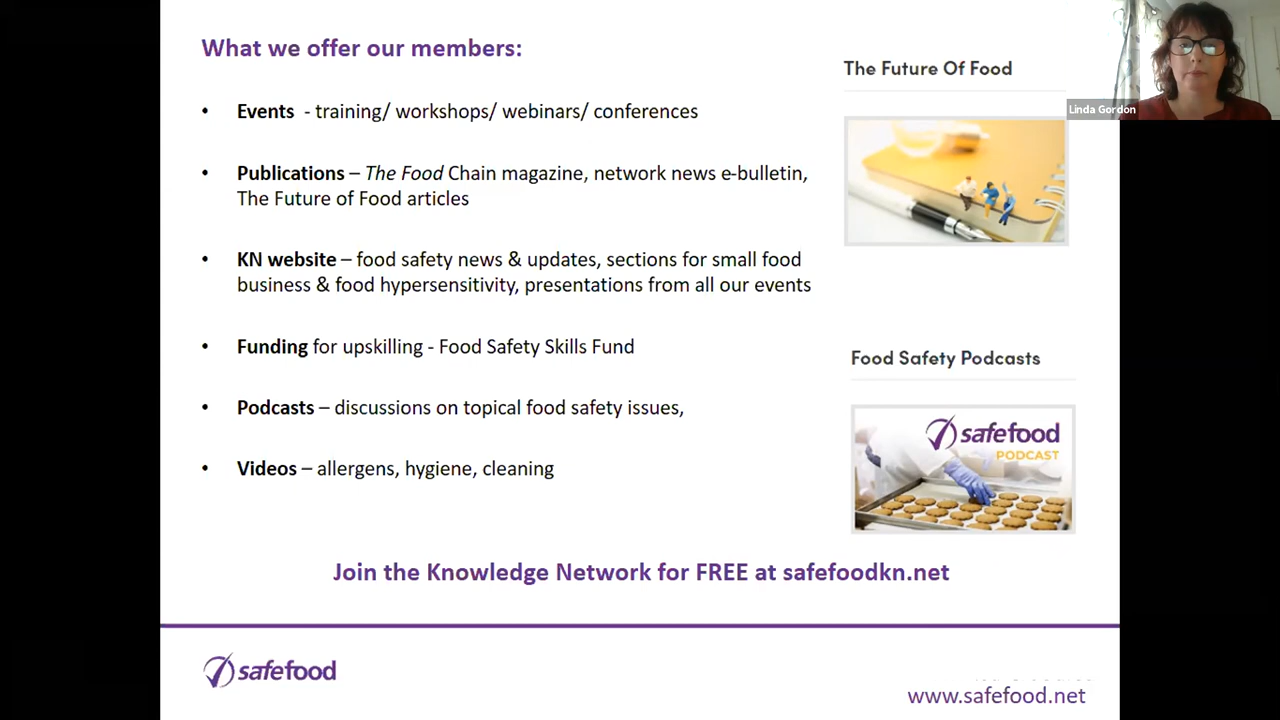 What we offer our members:
• Events - training/ workshops/ webinars/ conferences
• Publications – The Food Chain magazine, network news e-bulletin,
The Future of Food articles
• KN website – food safety news & updates, sections for small food
business & food hypersensitivity, presentations from all our events
• Funding for upskilling - Food Safety Skills Fund
• Podcasts – discussions on topical food safety issues,
• Videos – allergens, hygiene, cleaning
The Future Of Food
Linda Gordon
Food Safety Podcasts
safefood
PODCAST
Join the Knowledge Network for FREE at safefoodkn.net
safefood
www.safefood.net